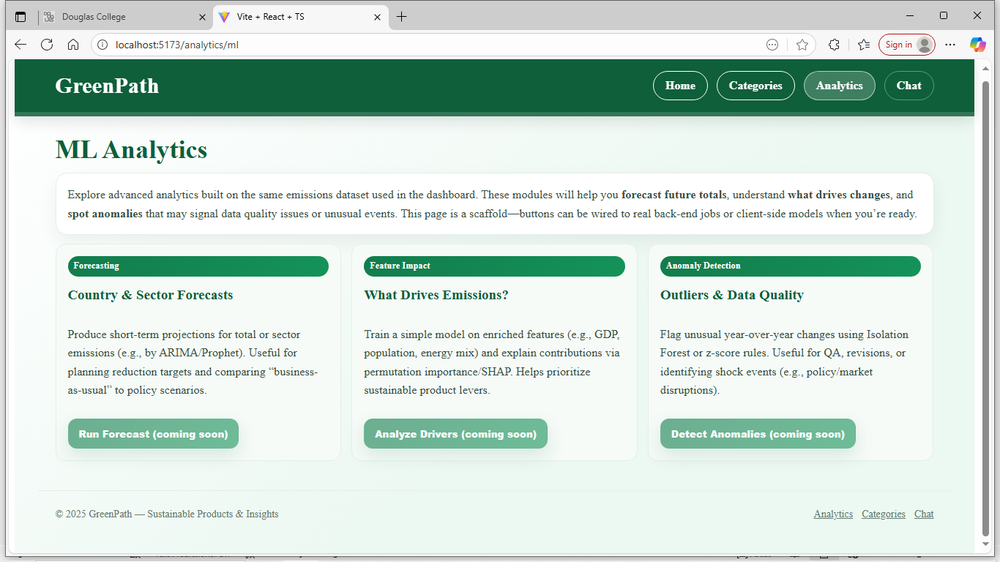 Douglas College
Vite + React + TS
localhost:5173/analytics/ml
Sign in
GreenPath
Home
Categories
Analytics
Chat
ML Analytics
Explore advanced analytics built on the same emissions dataset used in the dashboard. These modules will help you forecast future totals, understand what drives changes, and
spot anomalies that may signal data quality issues or unusual events. This page is a scaffold—buttons can be wired to real back-end jobs or client-side models when you’re ready.
Forecasting
Country & Sector Forecasts
Produce short-term projections for total or sector
emissions (e.g., by ARIMA/Prophet). Useful for
planning reduction targets and comparing “business-
as-usual” to policy scenarios.
Run Forecast (coming soon)
Feature Impact
What Drives Emissions?
Train a simple model on enriched features (e.g., GDP,
population, energy mix) and explain contributions via
permutation importance/SHAP. Helps prioritize
sustainable product levers.
Analyze Drivers (coming soon)
Anomaly Detection
Outliers & Data Quality
Flag unusual year-over-year changes using Isolation
Forest or z-score rules. Useful for QA, revisions, or
identifying shock events (e.g., policy/market
disruptions).
Detect Anomalies (coming soon)
© 2025 GreenPath — Sustainable Products & Insights
Analytics
Categories
Chat